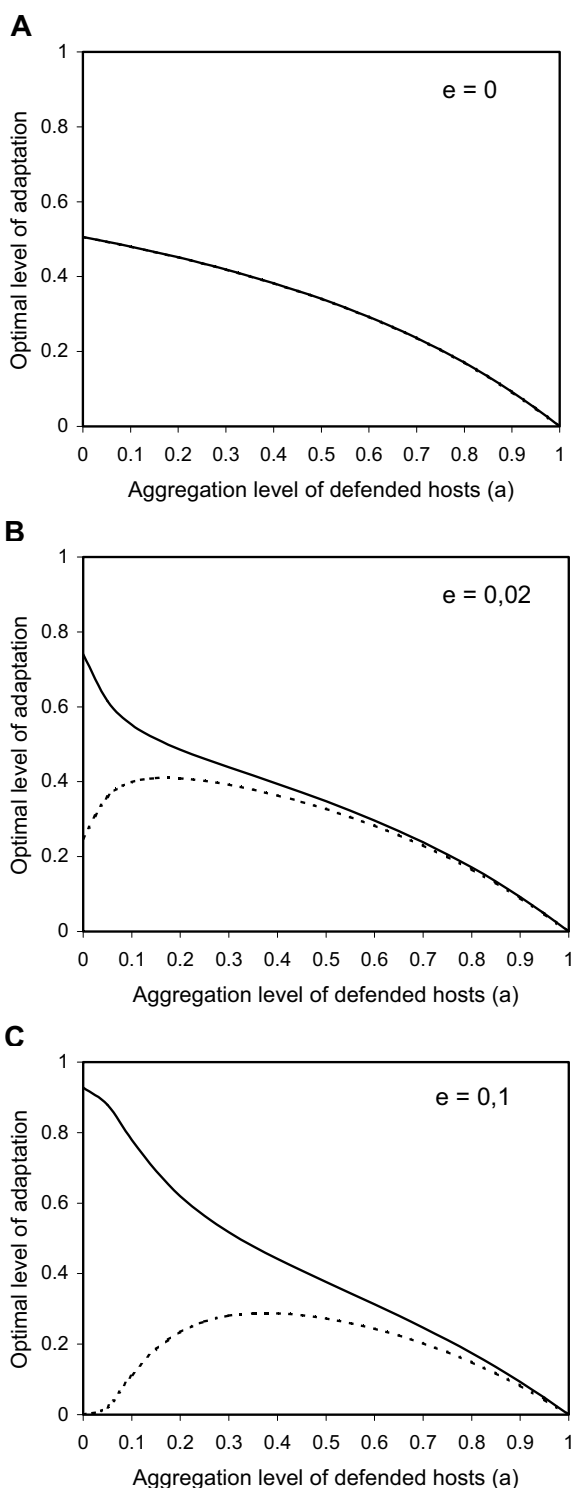 A
e = 0
Optimal level of adaptation
1
0.8
0.6
0.4
0.2
0
0 0.1 0.2 0.3 0.4 0.5 0.6 0.7 0.8 0.9 1
Aggregation level of defended hosts (a)
B
e = 0,02
Optimal level of adaptation
1
0.8
0.6
0.4
0.2
0
0 0.1 0.2 0.3 0.4 0.5 0.6 0.7 0.8 0.9 1
Aggregation level of defended hosts (a)
C
e = 0,1
Optimal level of adaptation
1
0.8
0.6
0.4
0.2
0
0 0.1 0.2 0.3 0.4 0.5 0.6 0.7 0.8 0.9 1
Aggregation level of defended hosts (a)